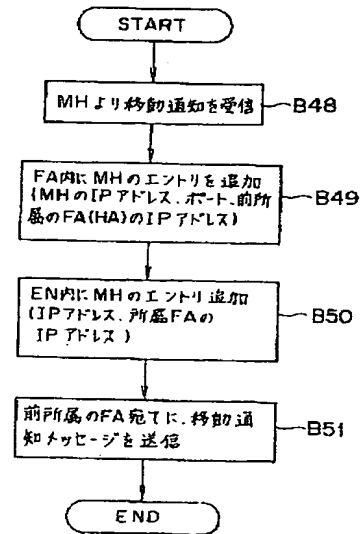 START
MHより移動通知を受信
B48
FA内にMHのエントリを追加
(MHのIPアドレス、ポート、前所
属のFA(HA)のIPアドレス)
B49
EN内にMHのエントリ追加
(IPアドレス、所属FAの
IPアドレス)
B50
前所属のFA宛てに、移動通
知メッセージを送信
B51
END